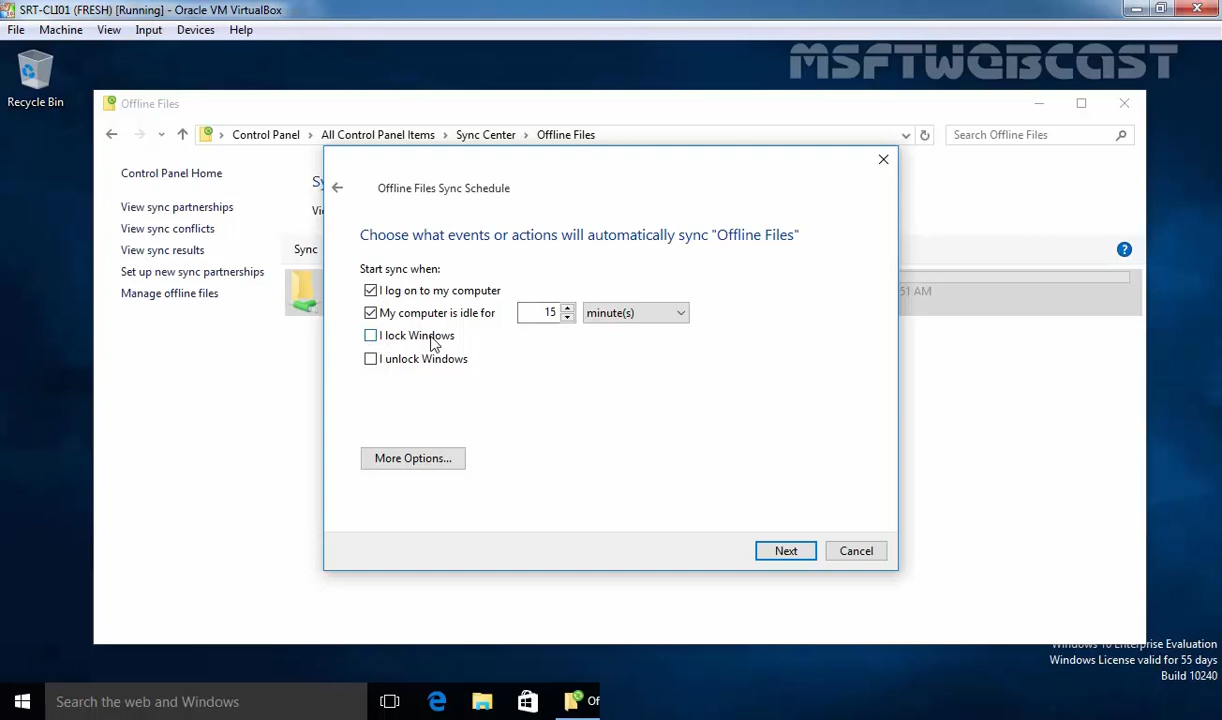 SRT-CLI01 (FRESH) [Running] - Oracle VM VirtualBox
File Machine View Input Devices Help
MSFTWEBCAST
Recycle Bin
Offline Files
Control Panel › All Control Panel Items › Sync Center › Offline Files
Search Offline Files
Control Panel Home
View sync partnerships
View sync conflicts
View sync results
Set up new sync partnerships
Manage offline files
Sy
Vi
Sync
51 AM
Offline Files Sync Schedule
Choose what events or actions will automatically sync "Offline Files"
Start sync when:
I log on to my computer
My computer is idle for 15 minute(s)
I lock Windows
I unlock Windows
More Options...
Next Cancel
Windows 10 Enterprise Evaluation
Windows License valid for 55 days
Build 10240
Search the web and Windows
Of